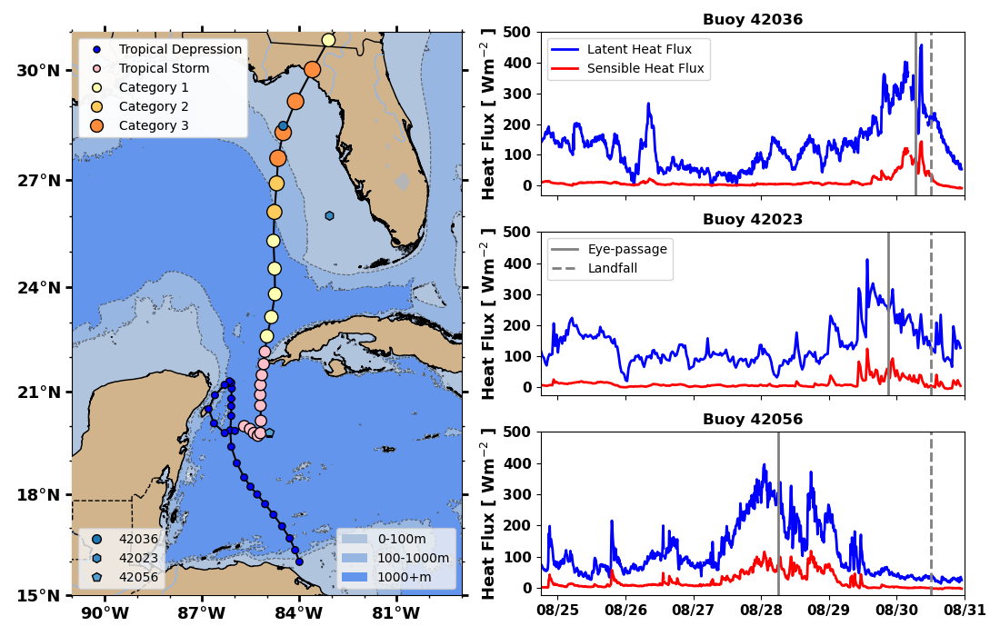 Tropical Depression
Tropical Storm
Category 1
Category 2
Category 3
30°N
27°N
24°N
21°N
18°N
15°N
42036
42023
42056
0-100m
100-1000m
1000+m
90°W
87°W
84°W
81°W
Buoy 42036
Heat Flux [ Wm⁻² ]
500
400
300
200
100
0
Latent Heat Flux
Sensible Heat Flux
Buoy 42023
Heat Flux [ Wm⁻² ]
500
400
300
200
100
0
Eye-passage
Landfall
Buoy 42056
Heat Flux [ Wm⁻² ]
500
400
300
200
100
0
08/25
08/26
08/27
08/28
08/29
08/30
08/31